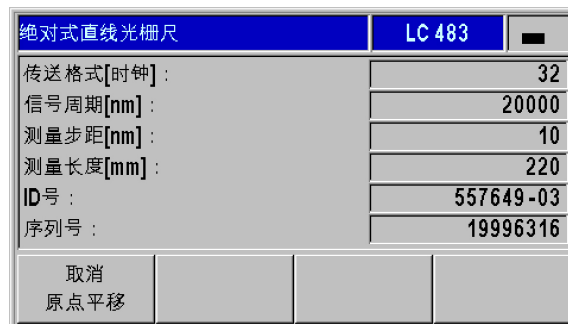 绝对式直线光栅尺 LC 483
传送格式[时钟]： 32
信号周期[nm]： 20000
测量步距[nm]： 10
测量长度[mm]： 220
ID号： 557649-03
序列号： 19996316
取消
原点平移